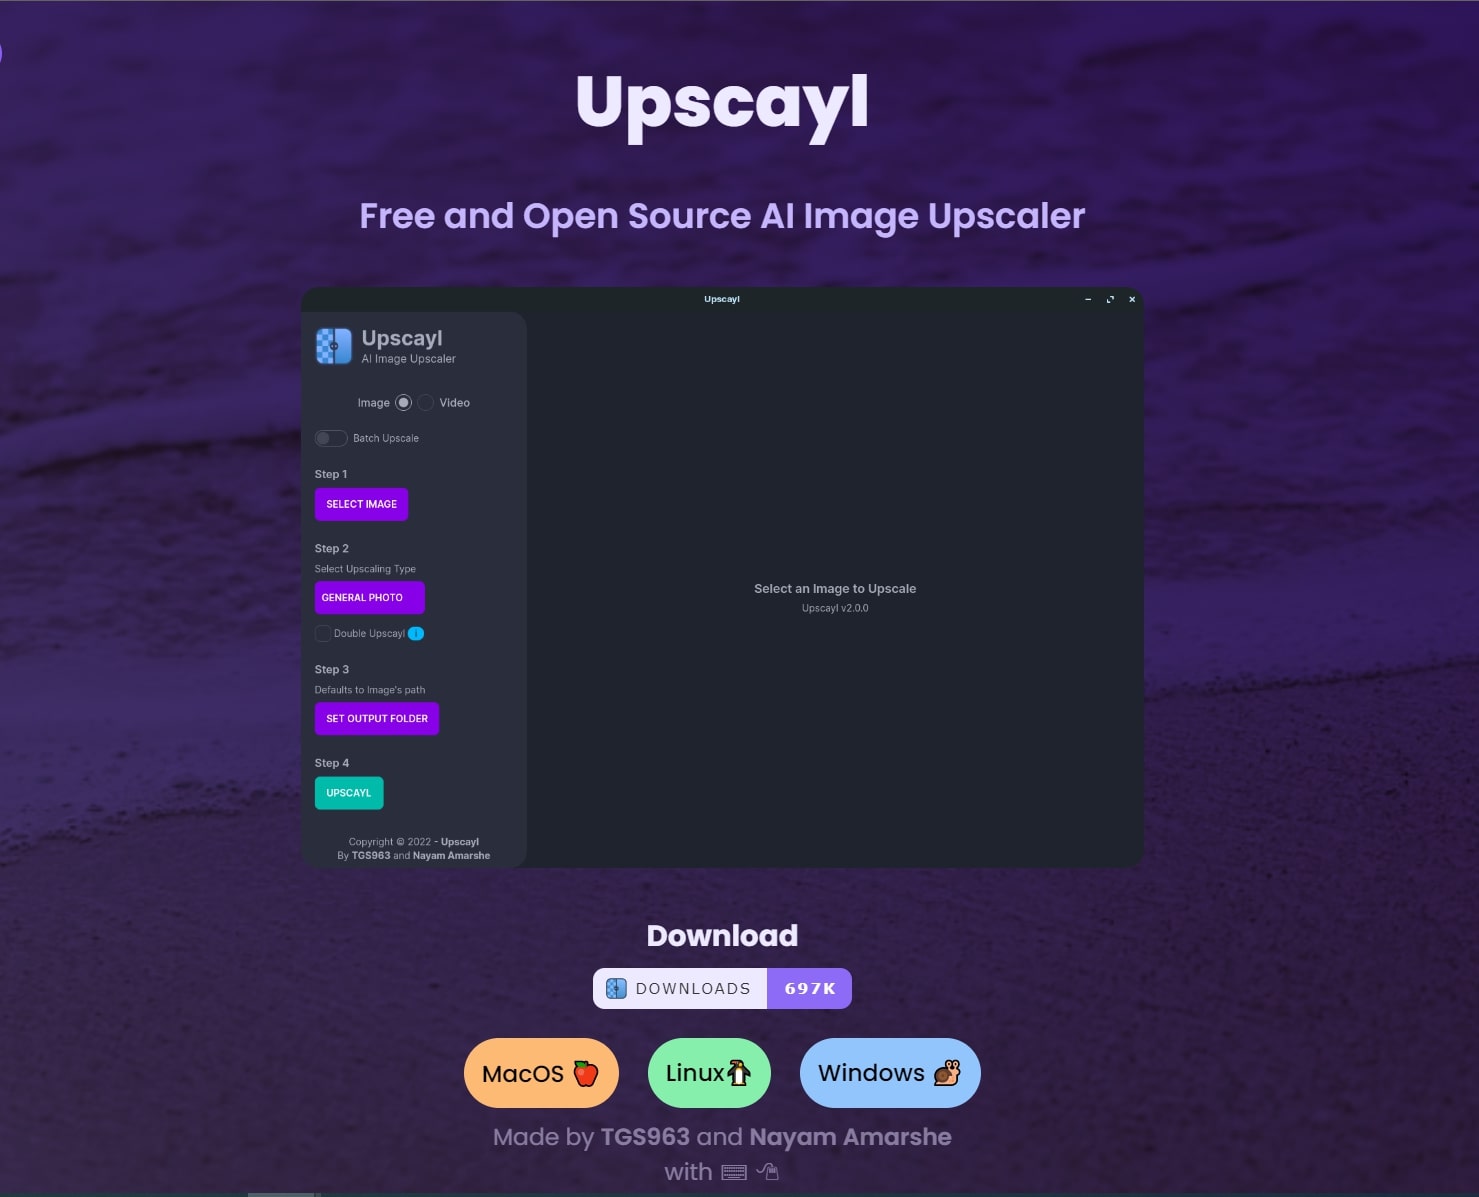 Upscayl
Free and Open Source AI Image Upscaler
Upscayl
Upscayl
AI Image Upscaler
Image Video
Batch Upscale
Step 1
SELECT IMAGE
Step 2
Select Upscaling Type
GENERAL PHOTO
Double Upscayl i
Step 3
Defaults to Image's path
SET OUTPUT FOLDER
Step 4
UPSCAYL
Copyright © 2022 - Upscayl
By TGS963 and Nayam Amarshe
Select an Image to Upscale
Upscayl v2.0.0
Download
DOWNLOADS 697K
MacOS Linux Windows
Made by TGS963 and Nayam Amarshe
with